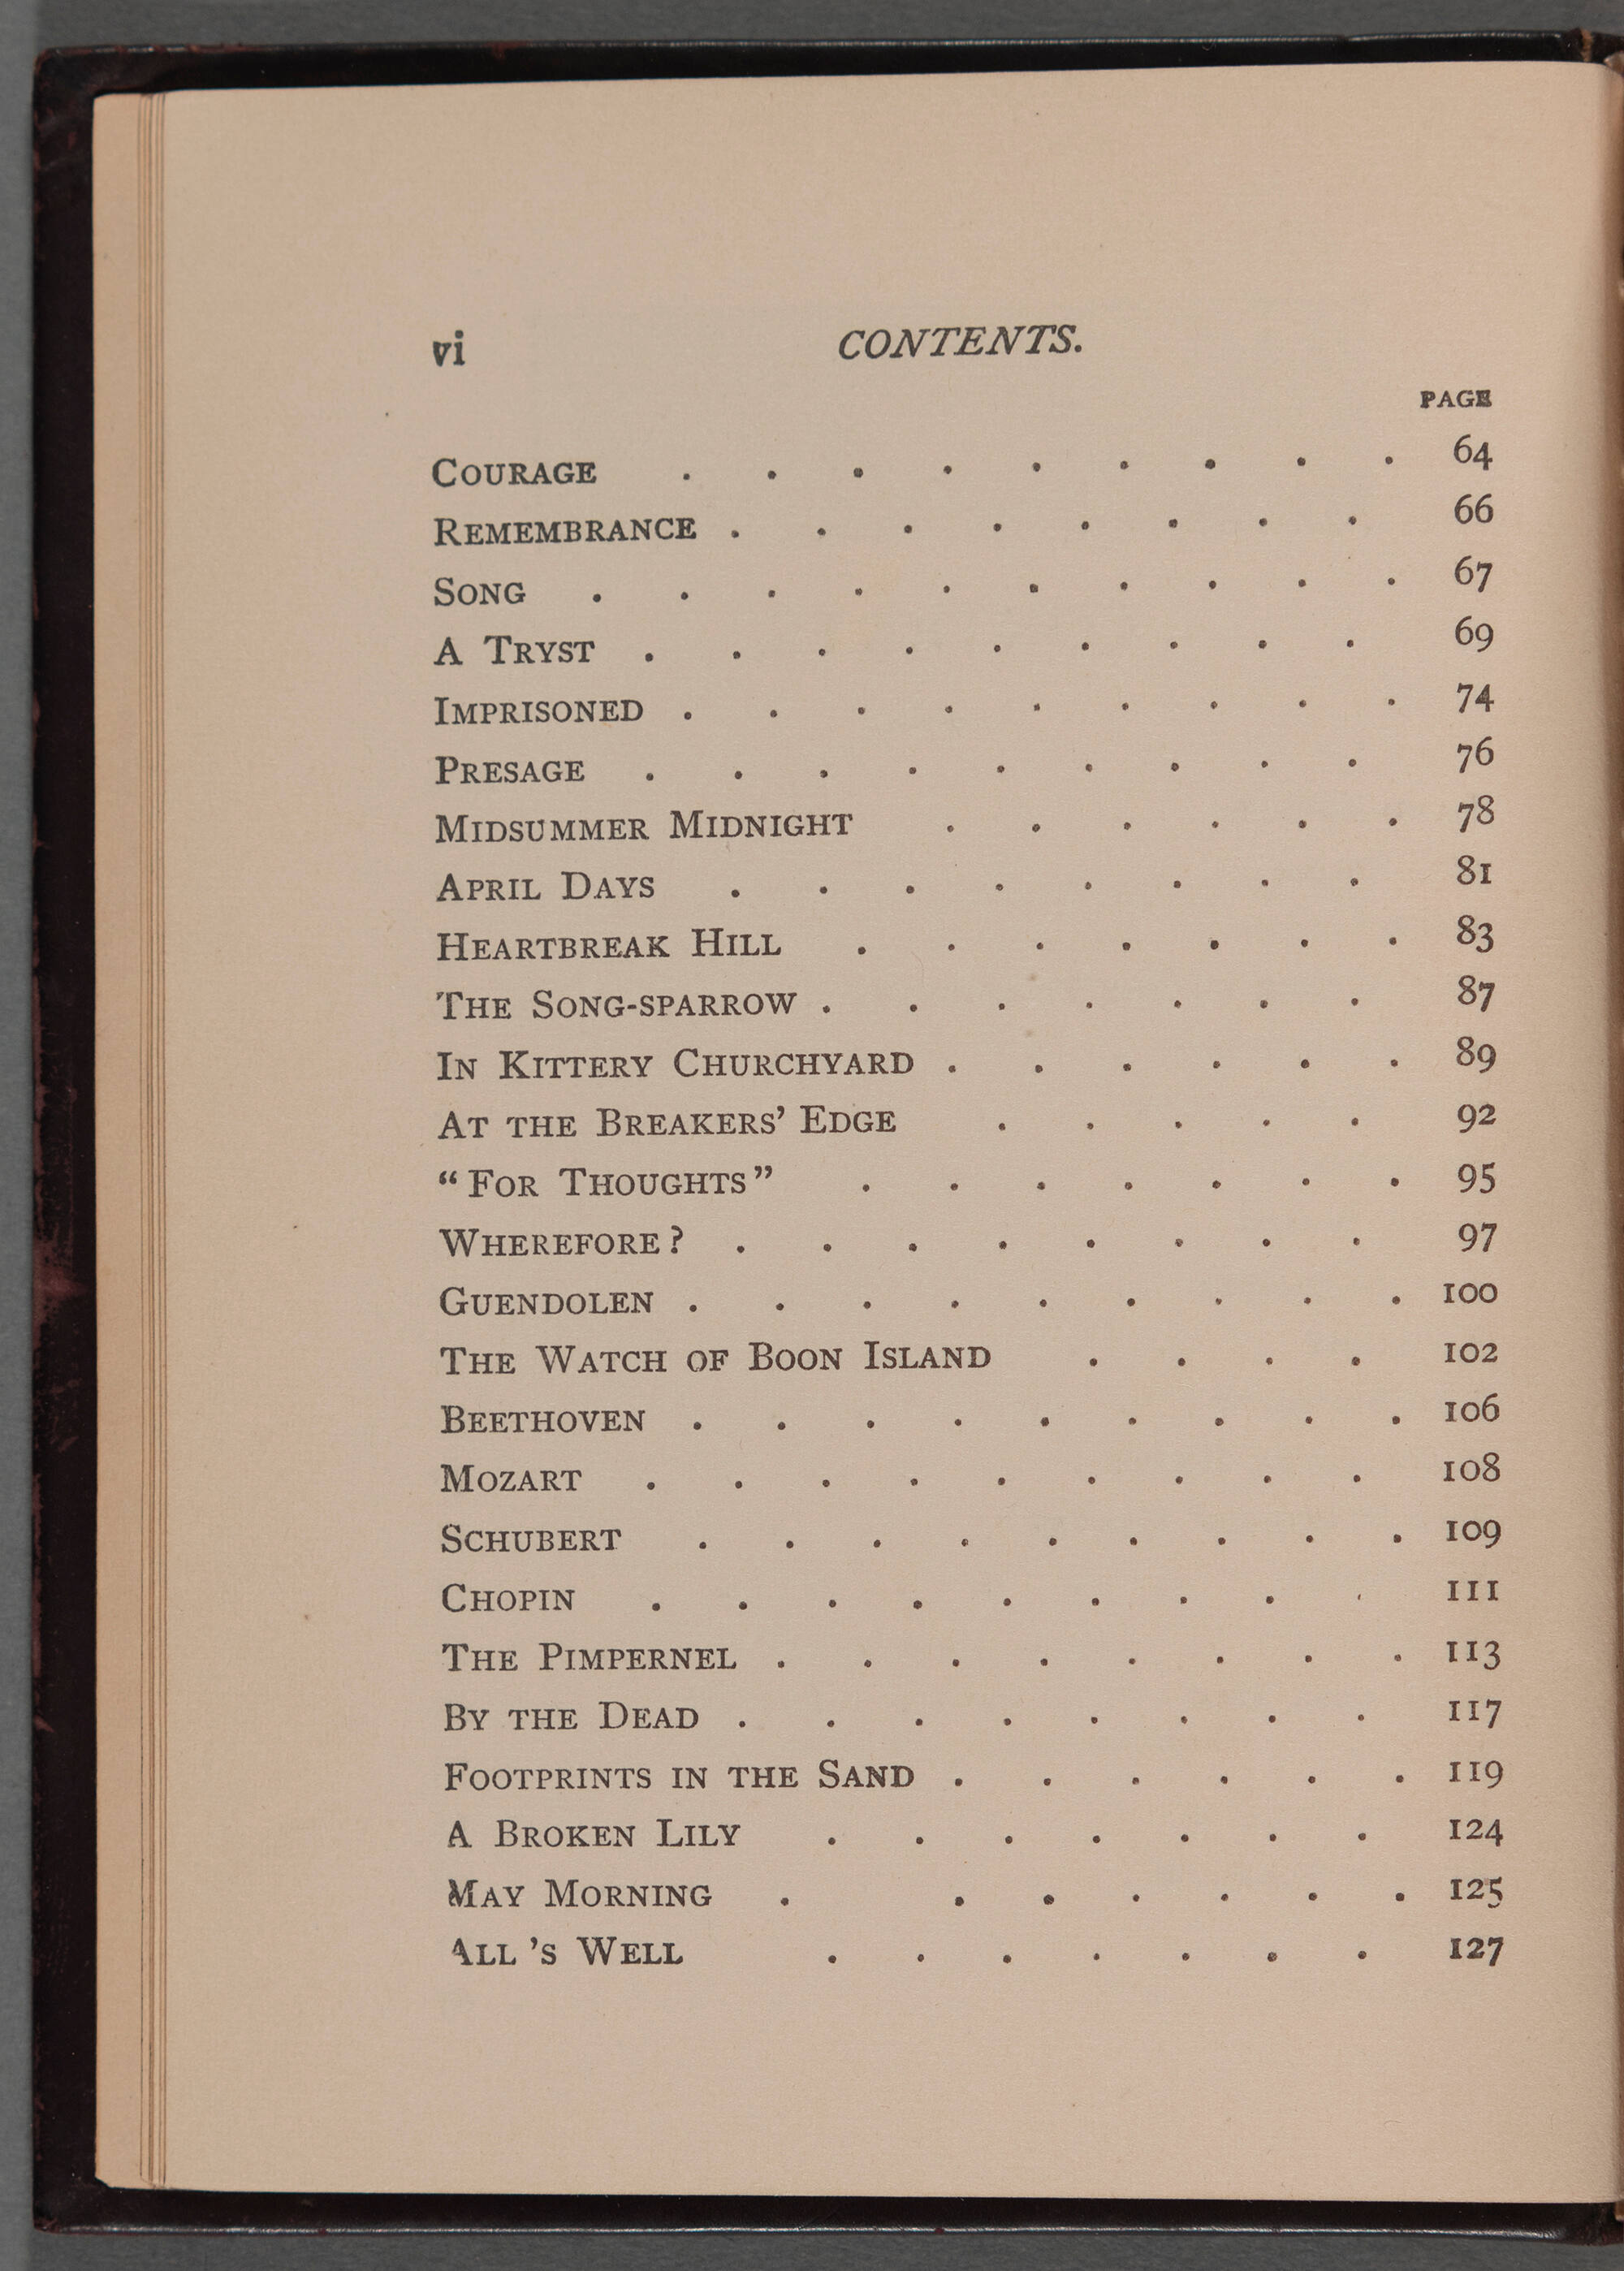 vi CONTENTS.
PAGE
COURAGE . . . . . . . . . 64
REMEMBRANCE . . . . . . . . 66
SONG . . . . . . . . . . 67
A TRYST . . . . . . . . . 69
IMPRISONED . . . . . . . . . 74
PRESAGE . . . . . . . . . 76
MIDSUMMER MIDNIGHT . . . . . . 78
APRIL DAYS . . . . . . . . 81
HEARTBREAK HILL . . . . . . . 83
THE SONG-SPARROW . . . . . . . 87
IN KITTERY CHURCHYARD . . . . . . 89
AT THE BREAKERS' EDGE . . . . . 92
"FOR THOUGHTS" . . . . . . . 95
WHEREFORE? . . . . . . . . 97
GUENDOLEN . . . . . . . . . 100
THE WATCH OF BOON ISLAND . . . . 102
BEETHOVEN . . . . . . . . . 106
MOZART . . . . . . . . . 108
SCHUBERT . . . . . . . . . 109
CHOPIN . . . . . . . . . 111
THE PIMPERNEL . . . . . . . . 113
BY THE DEAD . . . . . . . . 117
FOOTPRINTS IN THE SAND . . . . . . 119
A BROKEN LILY . . . . . . . 124
MAY MORNING . . . . . . . 125
ALL 'S WELL . . . . . . . 127